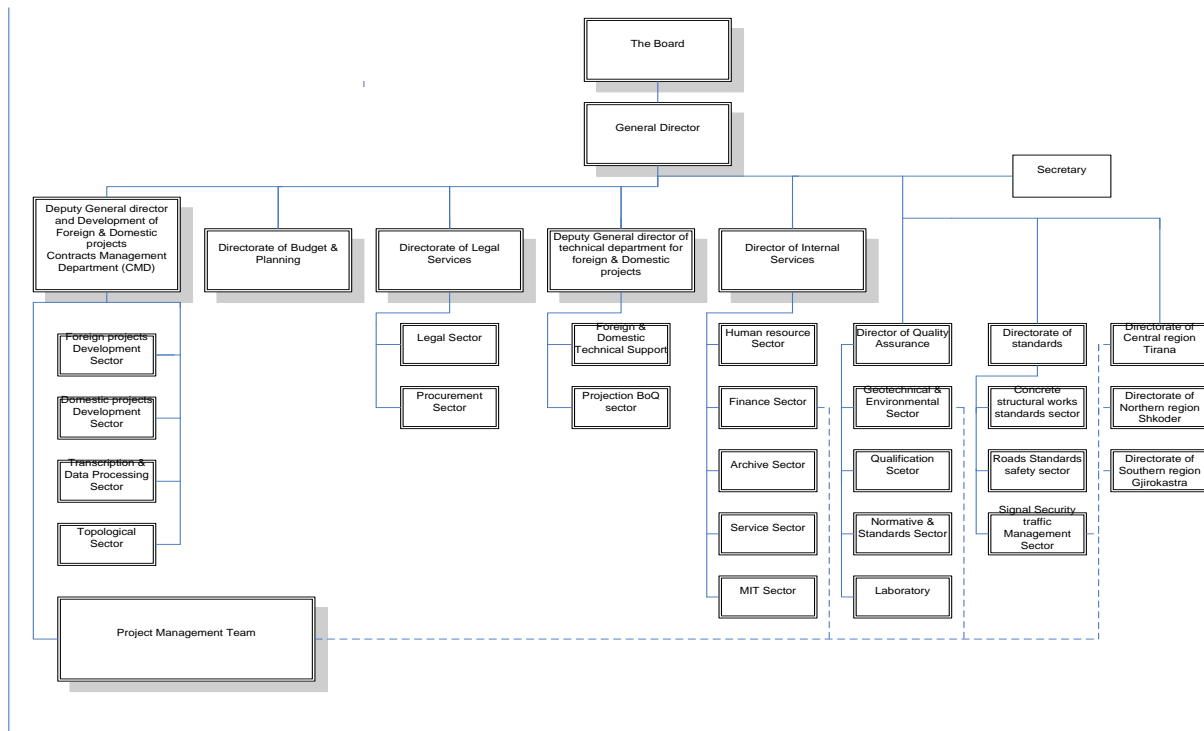 The Board
General Director
Secretary
Deputy General director
and Development of
Foreign & Domestic
projects
Contracts Management
Department (CMD)
Directorate of Budget &
Planning
Directorate of Legal
Services
Deputy General director of
technical department for
foreign & Domestic
projects
Director of Internal
Services
Foreign projects
Development
Sector
Domestic projects
Development
Sector
Transcription &
Data Processing
Sector
Topological
Sector
Legal Sector
Procurement
Sector
Foreign &
Domestic
Technical Support
Projection BoQ
sector
Human resource
Sector
Finance Sector
Archive Sector
Service Sector
MIT Sector
Director of Quality
Assurance
Geotechnical &
Environmental
Sector
Qualification
Scetor
Normative &
Standards Sector
Laboratory
Directorate of
standards
Concrete
structural works
standards sector
Roads Standards
safety sector
Signal Security
traffic
Management
Sector
Directorate of
Central region
Tirana
Directorate of
Northern region
Shkoder
Directorate of
Southern region
Gjirokastra
Project Management Team